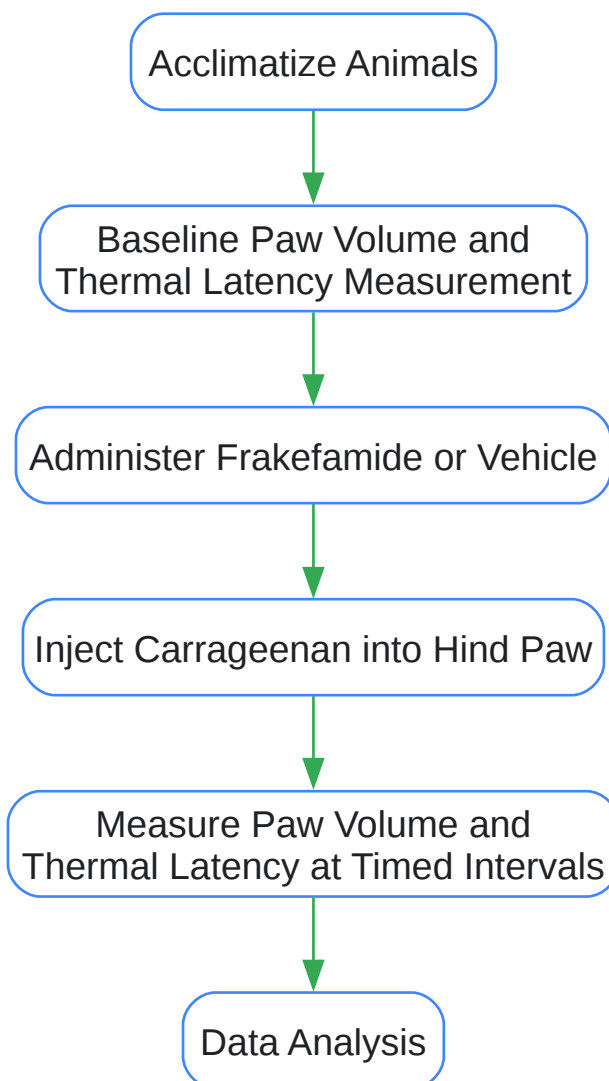 Acclimatize Animals
Baseline Paw Volume and
Thermal Latency Measurement
Administer Frakefamide or Vehicle
Inject Carrageenan into Hind Paw
Measure Paw Volume and
Thermal Latency at Timed Intervals
Data Analysis